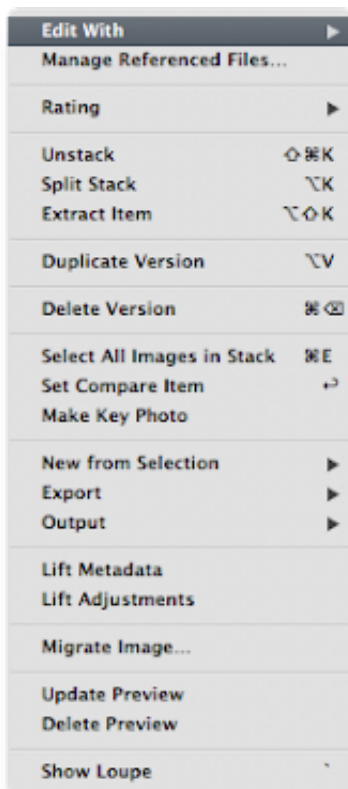 Edit With ▶
Manage Referenced Files...
Rating ▶
Unstack ⇧⌘K
Split Stack ⌥K
Extract Item ⌥⇧K
Duplicate Version ⌥V
Delete Version ⌘⌫
Select All Images in Stack ⌘E
Set Compare Item ↩
Make Key Photo
New from Selection ▶
Export ▶
Output ▶
Lift Metadata
Lift Adjustments
Migrate Image...
Update Preview
Delete Preview
Show Loupe `